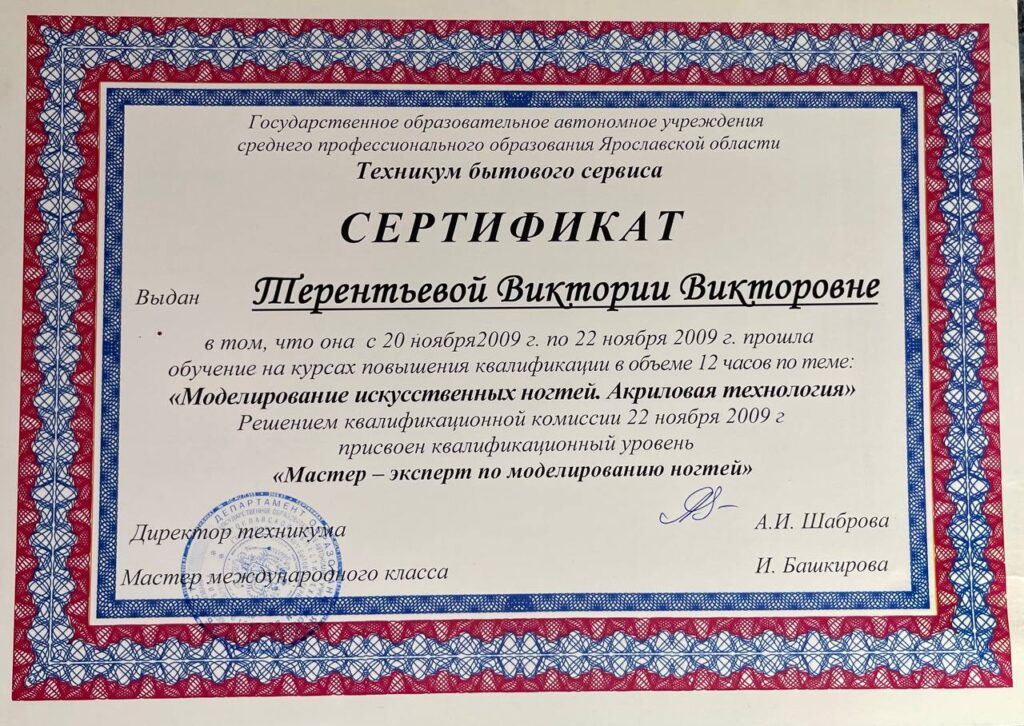 Государственное образовательное автономное учреждения
среднего профессионального образования Ярославской области
Техникум бытового сервиса
СЕРТИФИКАТ
Выдан Терентьевой Виктории Викторовне
в том, что она с 20 ноября2009 г. по 22 ноября 2009 г. прошла
обучение на курсах повышения квалификации в объеме 12 часов по теме:
«Моделирование искусственных ногтей. Акриловая технология»
Решением квалификационной комиссии 22 ноября 2009 г
присвоен квалификационный уровень
«Мастер – эксперт по моделированию ногтей»
Директор техникума А.И. Шаброва
Мастер международного класса И. Башкирова
ДЕПАРТАМЕНТ